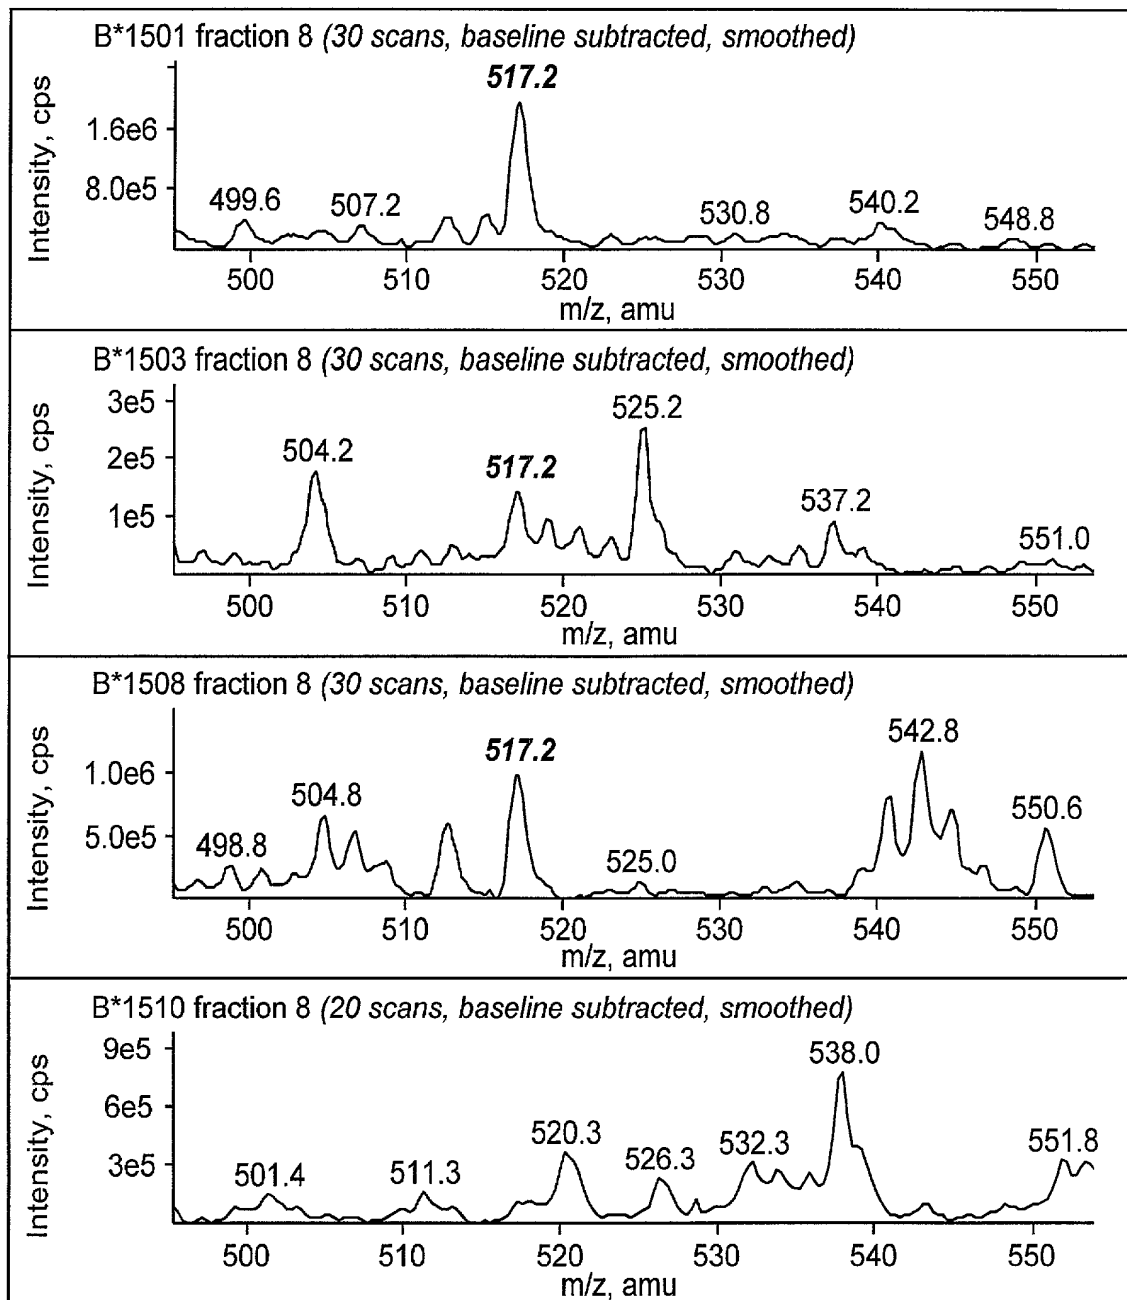 B*1501 fraction 8 (30 scans, baseline subtracted, smoothed)
Intensity, cps
1.6e6
8.0e5
499.6
507.2
517.2
530.8
540.2
548.8
500 510 520 530 540 550
m/z, amu
B*1503 fraction 8 (30 scans, baseline subtracted, smoothed)
Intensity, cps
3e5
2e5
1e5
504.2
517.2
525.2
537.2
551.0
500 510 520 530 540 550
m/z, amu
B*1508 fraction 8 (30 scans, baseline subtracted, smoothed)
Intensity, cps
1.0e6
5.0e5
498.8
504.8
517.2
525.0
542.8
550.6
500 510 520 530 540 550
m/z, amu
B*1510 fraction 8 (20 scans, baseline subtracted, smoothed)
Intensity, cps
9e5
6e5
3e5
501.4
511.3
520.3
526.3
532.3
538.0
551.8
500 510 520 530 540 550
m/z, amu